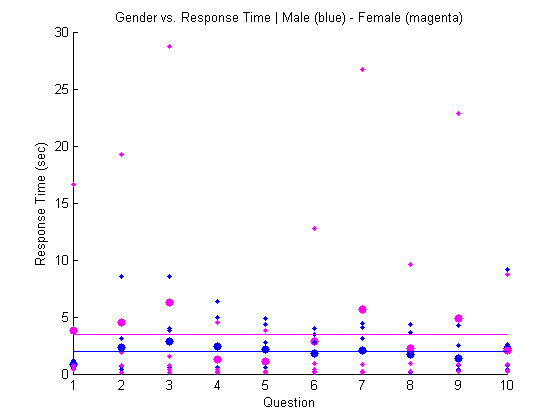 Gender vs. Response Time | Male (blue) - Female (magenta)
30
25
20
15
10
5
0
Response Time (sec)
1 2 3 4 5 6 7 8 9 10
Question